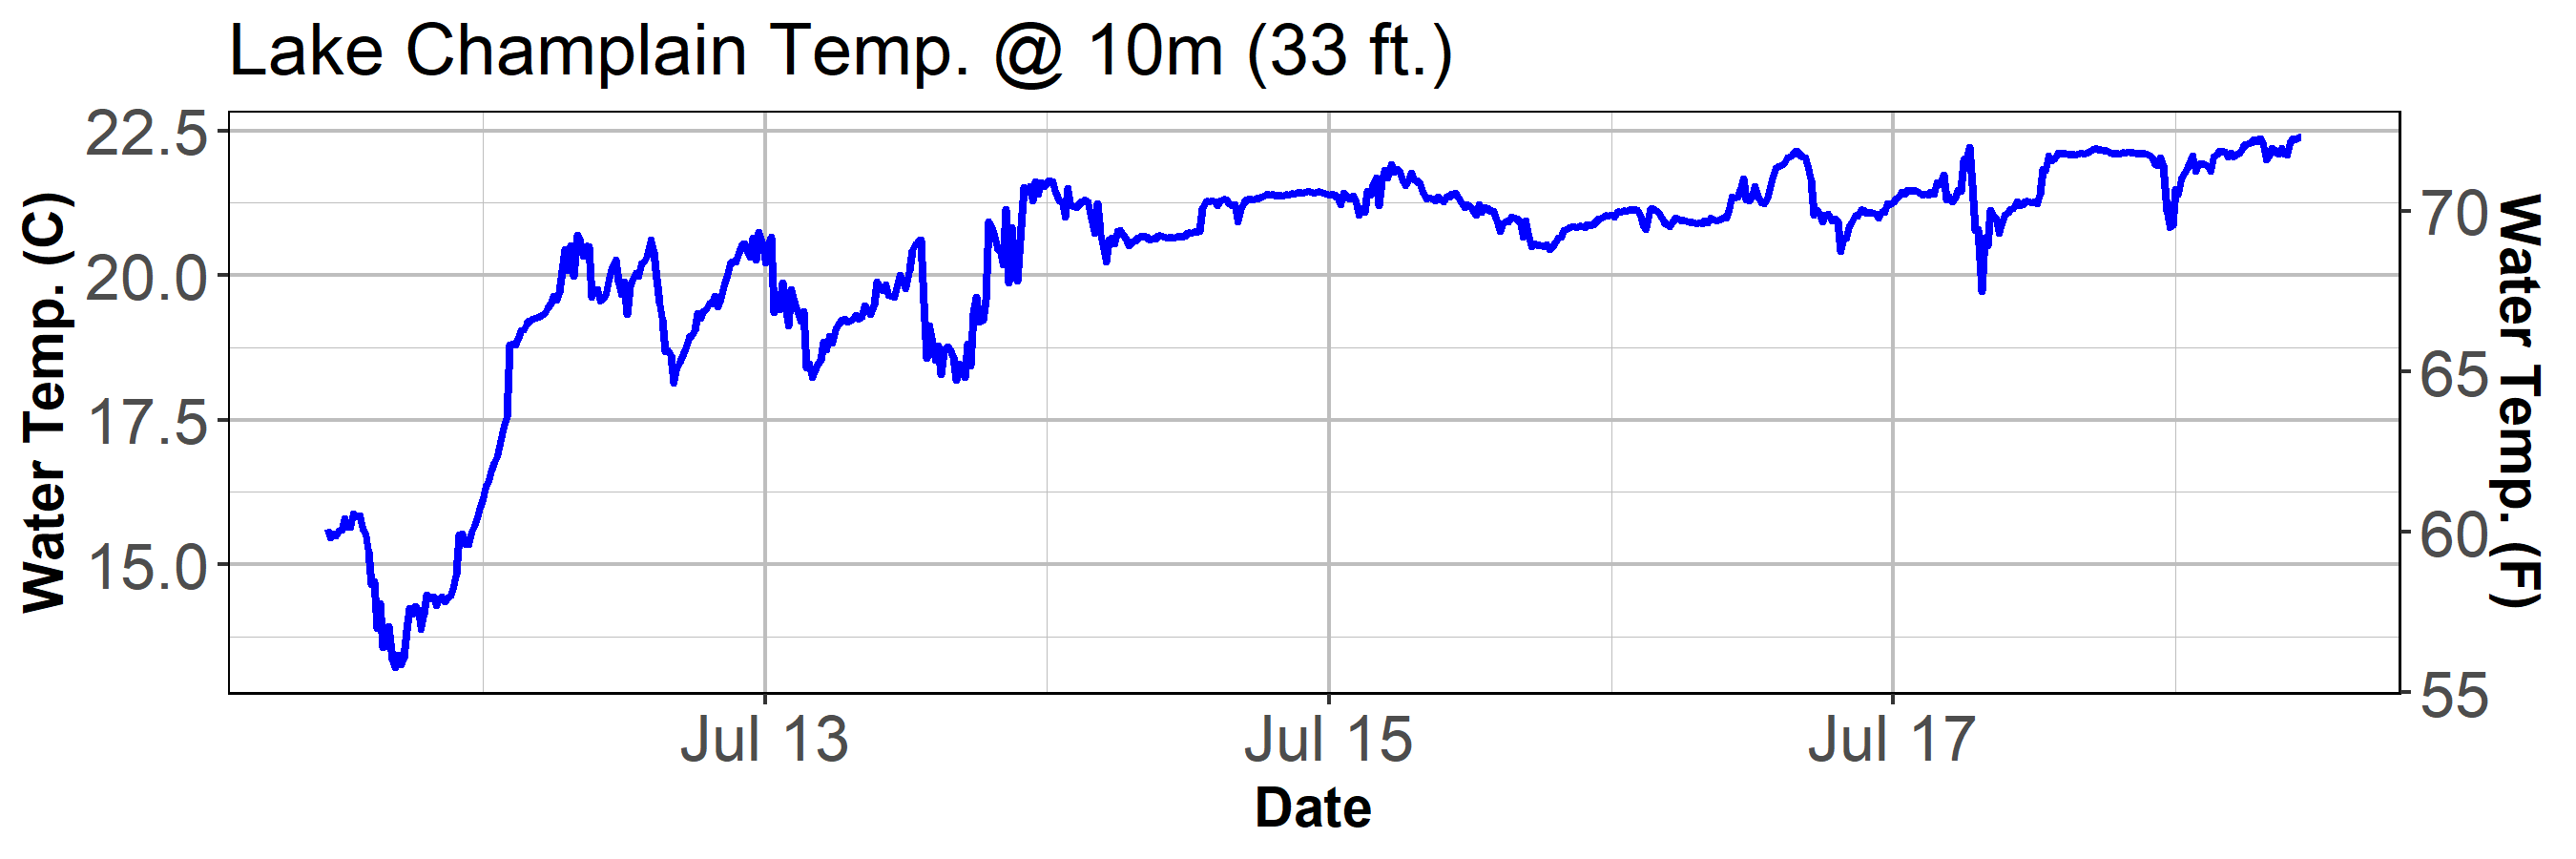 Lake Champlain Temp. @ 10m (33 ft.)
Water Temp. (C)
22.5
20.0
17.5
15.0
70
65
60
55
Water Temp. (F)
Jul 13
Jul 15
Jul 17
Date